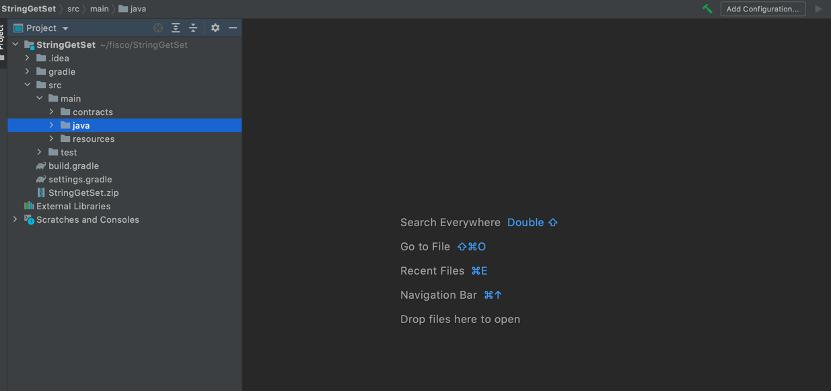 StringGetSet src main java
Add Configuration...
Project
Project
StringGetSet ~/fisco/StringGetSet
.idea
gradle
src
main
contracts
java
resources
test
build.gradle
settings.gradle
StringGetSet.zip
External Libraries
Scratches and Consoles
Search Everywhere Double ⇧
Go to File ⇧⌘O
Recent Files ⌘E
Navigation Bar ⌘↑
Drop files here to open